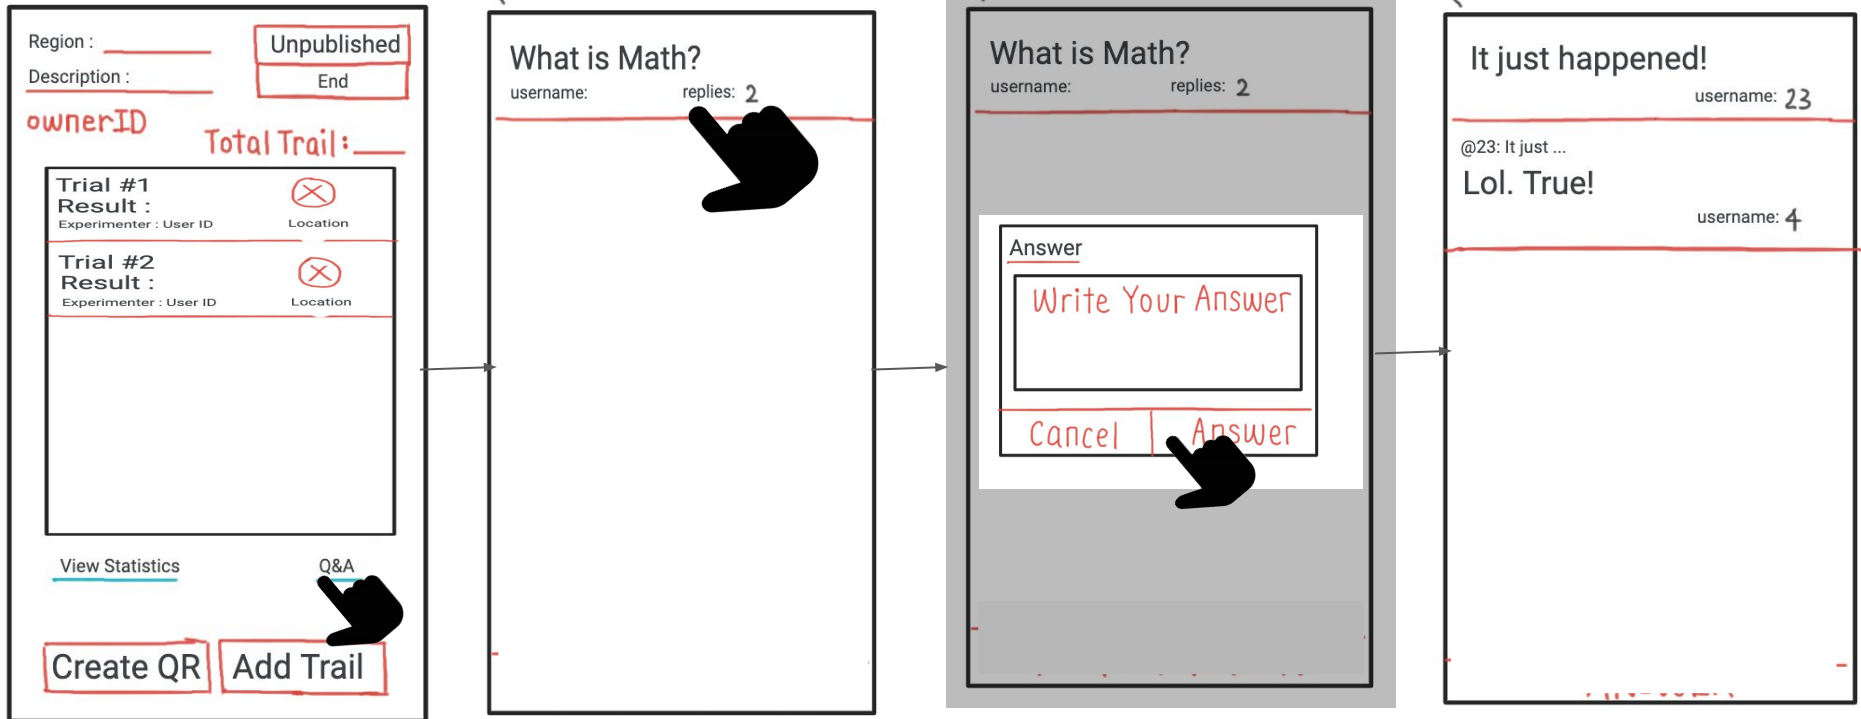 Region :
Unpublished
Description :
End
ownerID
Total Trail:
Trial #1
Result :
Experimenter : User ID
Location
Trial #2
Result :
Experimenter : User ID
Location
View Statistics
Q&A
Create QR
Add Trail
What is Math?
username:
replies: 2
What is Math?
username:
replies: 2
Answer
Write Your Answer
Cancel
Answer
It just happened!
username: 23
@23: It just ...
Lol. True!
username: 4